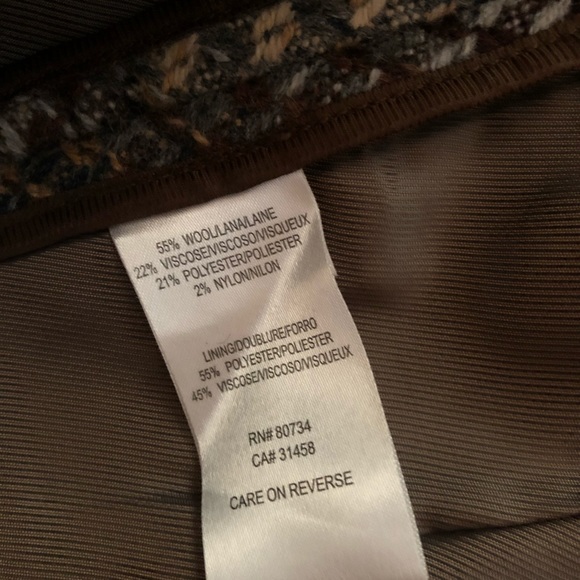 55% WOOL/LANA/LAINE
22% VISCOSE/VISCOSO/VISQUEUX
21% POLYESTER/POLIESTER
2% NYLON/NILON
LINING/DOUBLURE/FORRO
55% POLYESTER/POLIESTER
45% VISCOSE/VISCOSO/VISQUEUX
RN# 80734
CA# 31458
CARE ON REVERSE